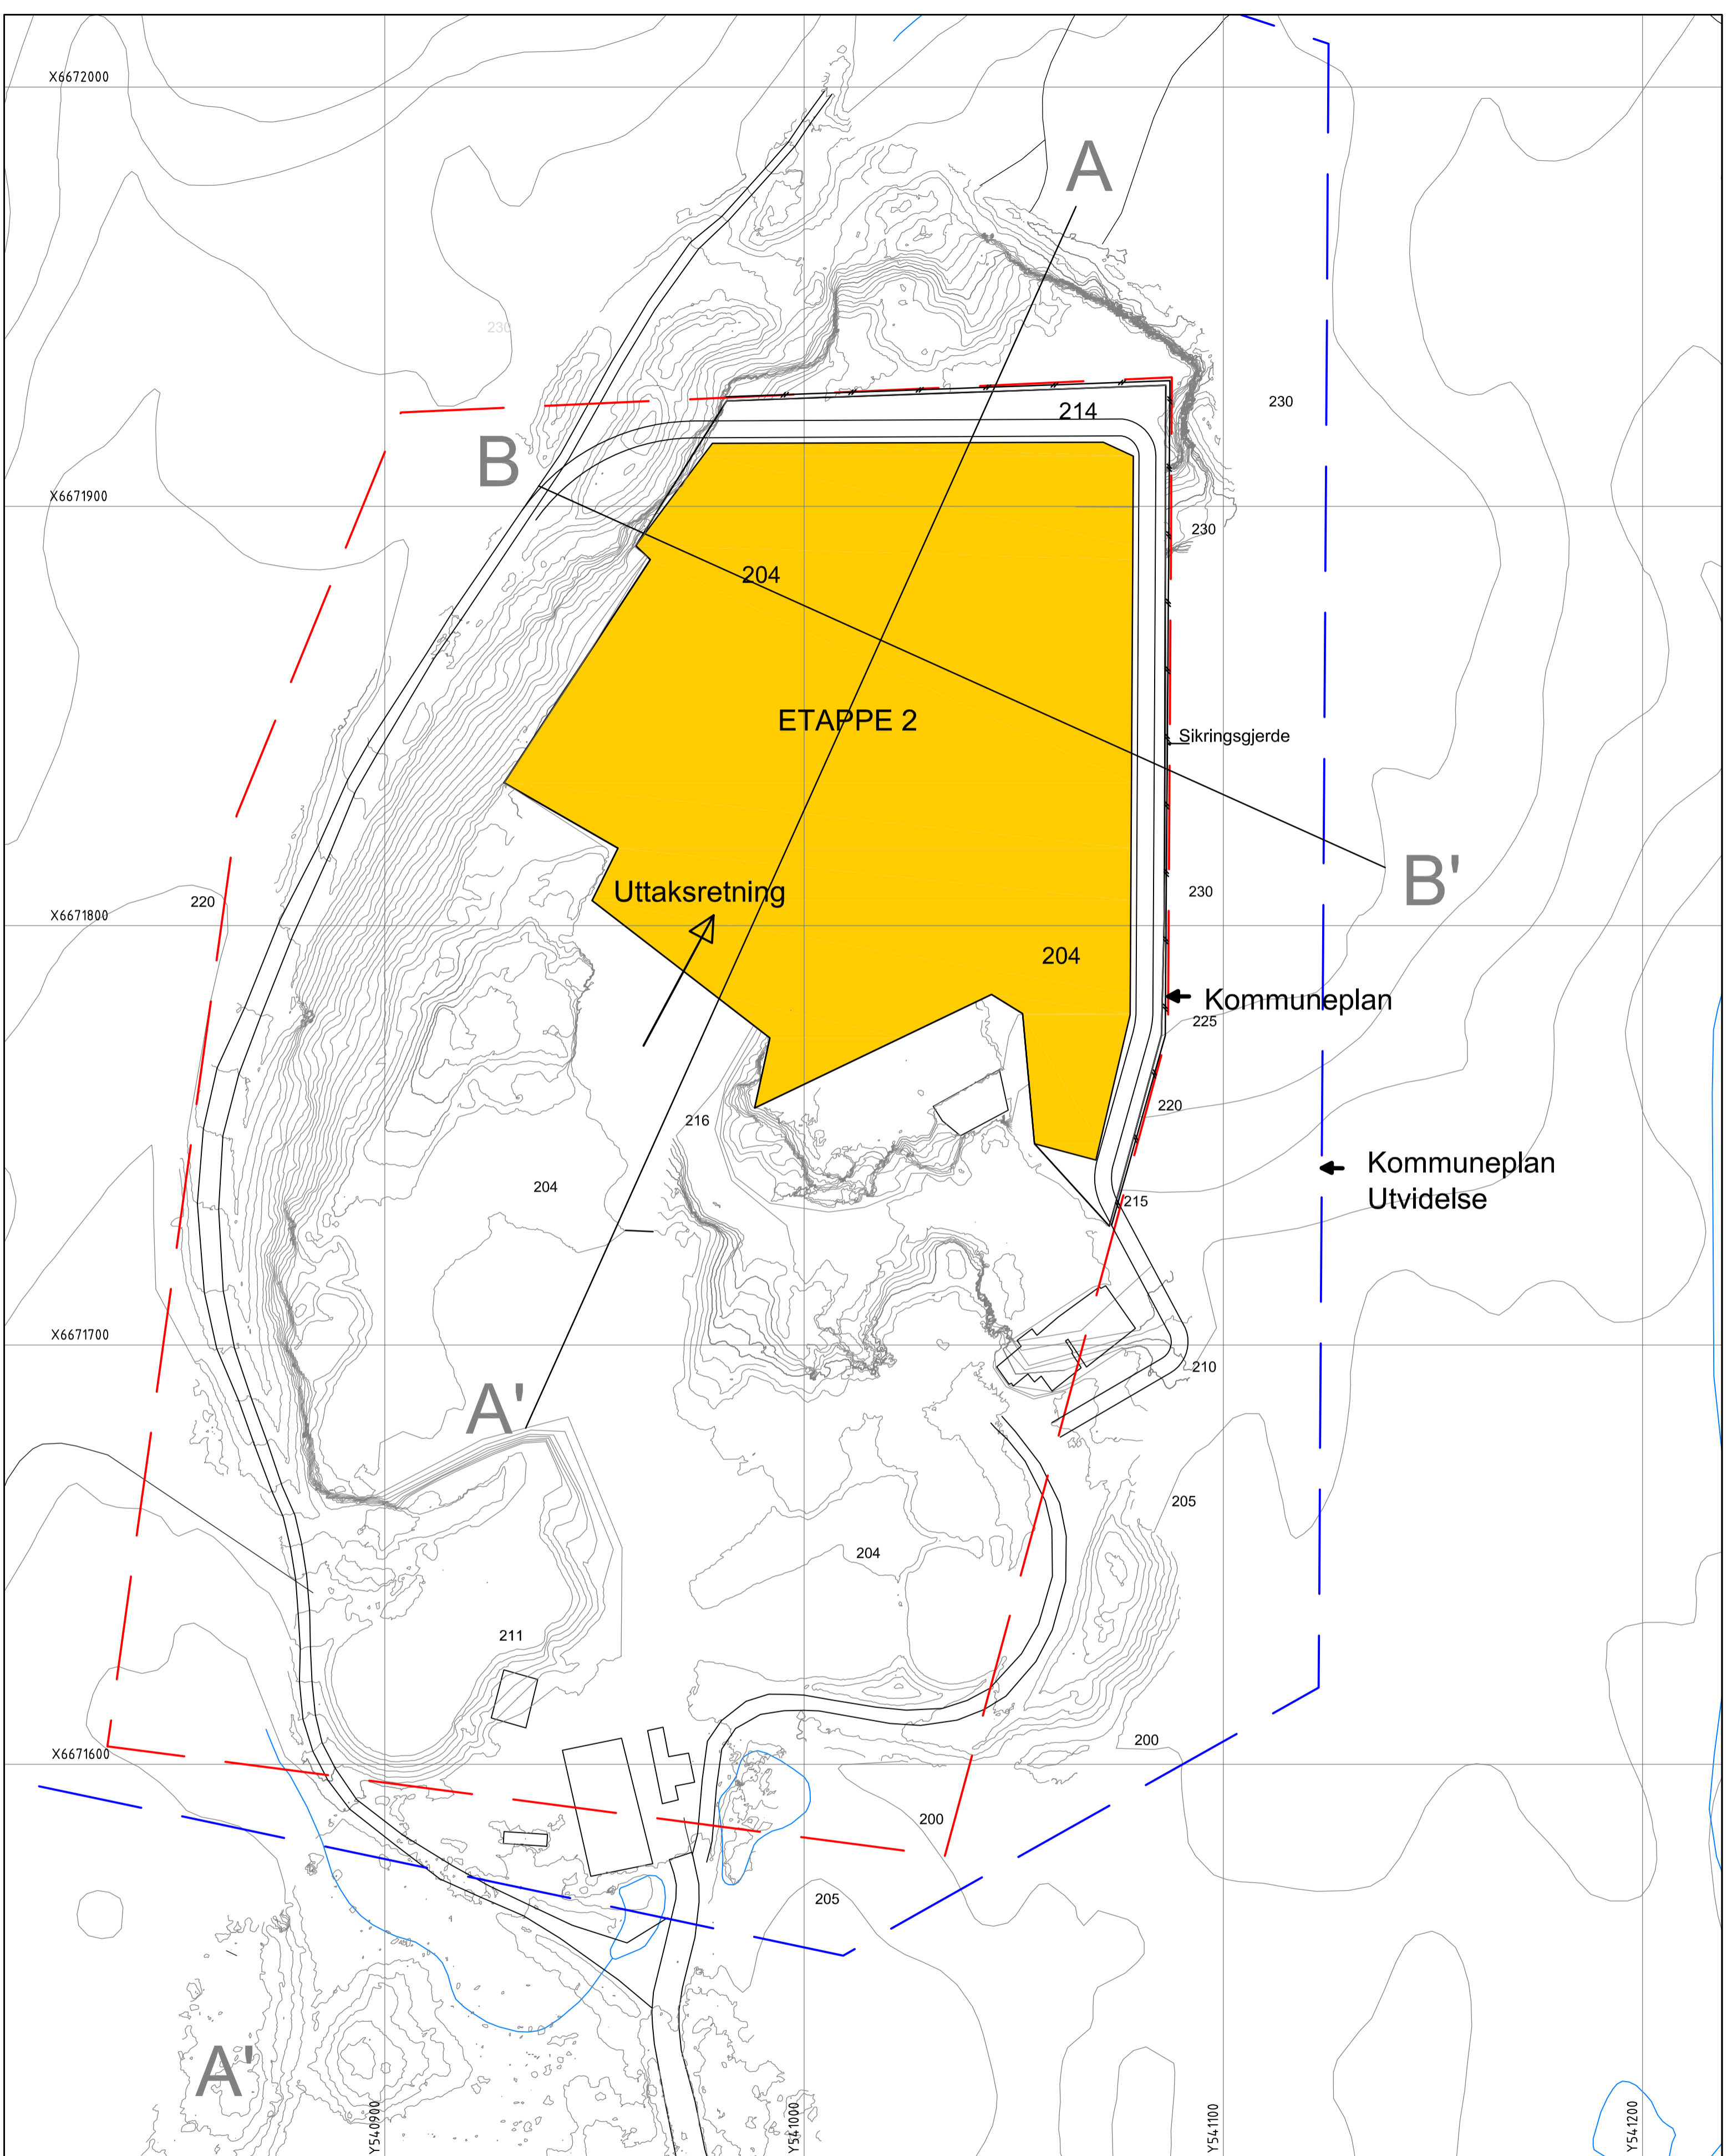 X6672000
A
230
214
230
B
X6671900
230
204
ETAPPE 2
Sikringsgjerde
B'
Uttaksretning
230
220
X6671800
204
Kommuneplan
225
220
216
Kommuneplan
Utvidelse
204
215
X6671700
210
A'
205
204
211
200
X6671600
200
205
A'
Y540900
Y541000
Y541100
Y541200